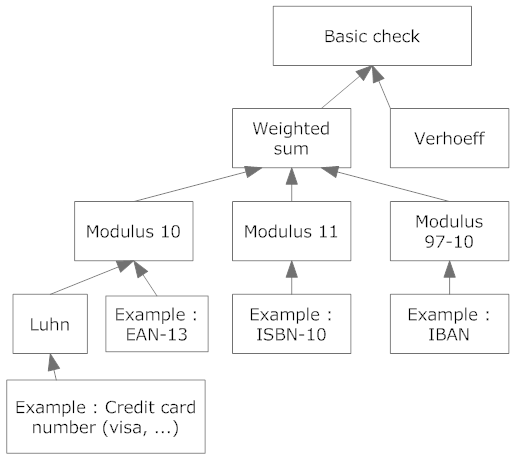 Basic check
Weighted
sum
Verhoeff
Modulus 10
Modulus 11
Modulus
97-10
Luhn
Example :
EAN-13
Example :
ISBN-10
Example :
IBAN
Example : Credit card
number (visa, ...)